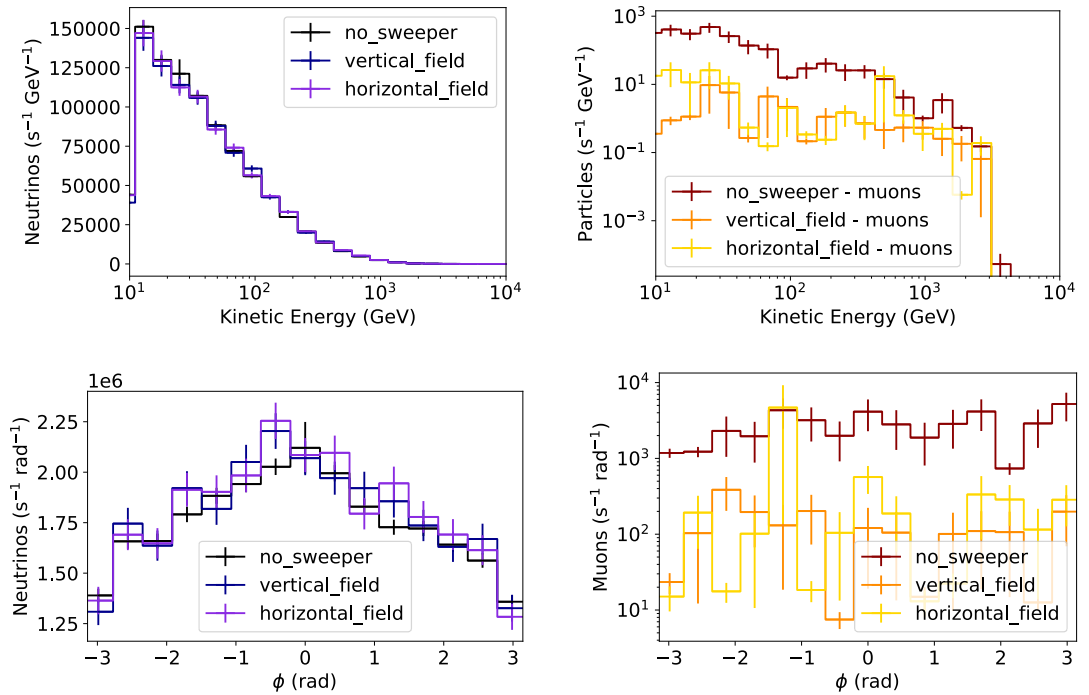 Neutrinos (s⁻¹ GeV⁻¹)
150000
125000
100000
75000
50000
25000
0
no_sweeper
vertical_field
horizontal_field
10¹ 10² 10³ 10⁴
Kinetic Energy (GeV)
Particles (s⁻¹ GeV⁻¹)
10³
10¹
10⁻¹
10⁻³
no_sweeper - muons
vertical_field - muons
horizontal_field - muons
10¹ 10² 10³ 10⁴
Kinetic Energy (GeV)
1e6
Neutrinos (s⁻¹ rad⁻¹)
2.25
2.00
1.75
1.50
1.25
no_sweeper
vertical_field
horizontal_field
−3 −2 −1 0 1 2 3
ϕ (rad)
Muons (s⁻¹ rad⁻¹)
10⁴
10³
10²
10¹
no_sweeper
vertical_field
horizontal_field
−3 −2 −1 0 1 2 3
ϕ (rad)